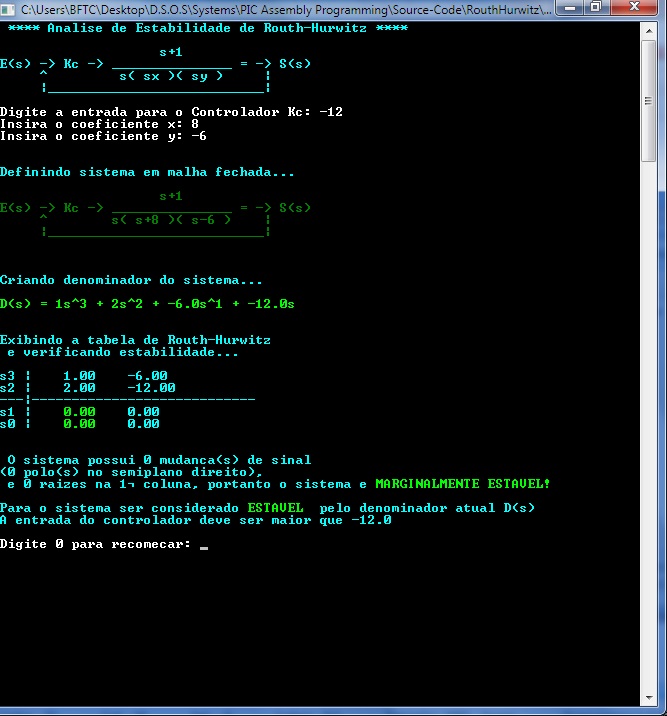 C:\Users\BFTC\Desktop\D.S.O.S\Systems\PIC Assembly Programming\Source-Code\RouthHurwitz\...
**** Analise de Estabilidade de Routh-Hurwitz ****
s+1
E(s) -> Kc -> _______________ = -> S(s)
^ s( sx )( sy ) ¦
¦___________________________¦
Digite a entrada para o Controlador Kc: -12
Insira o coeficiente x: 8
Insira o coeficiente y: -6
Definindo sistema em malha fechada...
s+1
E(s) -> Kc -> _______________ = -> S(s)
^ s( s+8 )( s-6 ) ¦
¦___________________________¦
Criando denominador do sistema...
D(s) = 1s^3 + 2s^2 + -6.0s^1 + -12.0s
Exibindo a tabela de Routh-Hurwitz
e verificando estabilidade...
s3 ¦ 1.00 -6.00
s2 ¦ 2.00 -12.00
---¦----------------------------
s1 ¦ 0.00 0.00
s0 ¦ 0.00 0.00
O sistema possui 0 mudanca(s) de sinal
(0 polo(s) no semiplano direito),
e 0 raizes na 1¬ coluna, portanto o sistema e MARGINALMENTE ESTAVEL!
Para o sistema ser considerado ESTAVEL pelo denominador atual D(s)
A entrada do controlador deve ser maior que -12.0
Digite 0 para recomecar: _